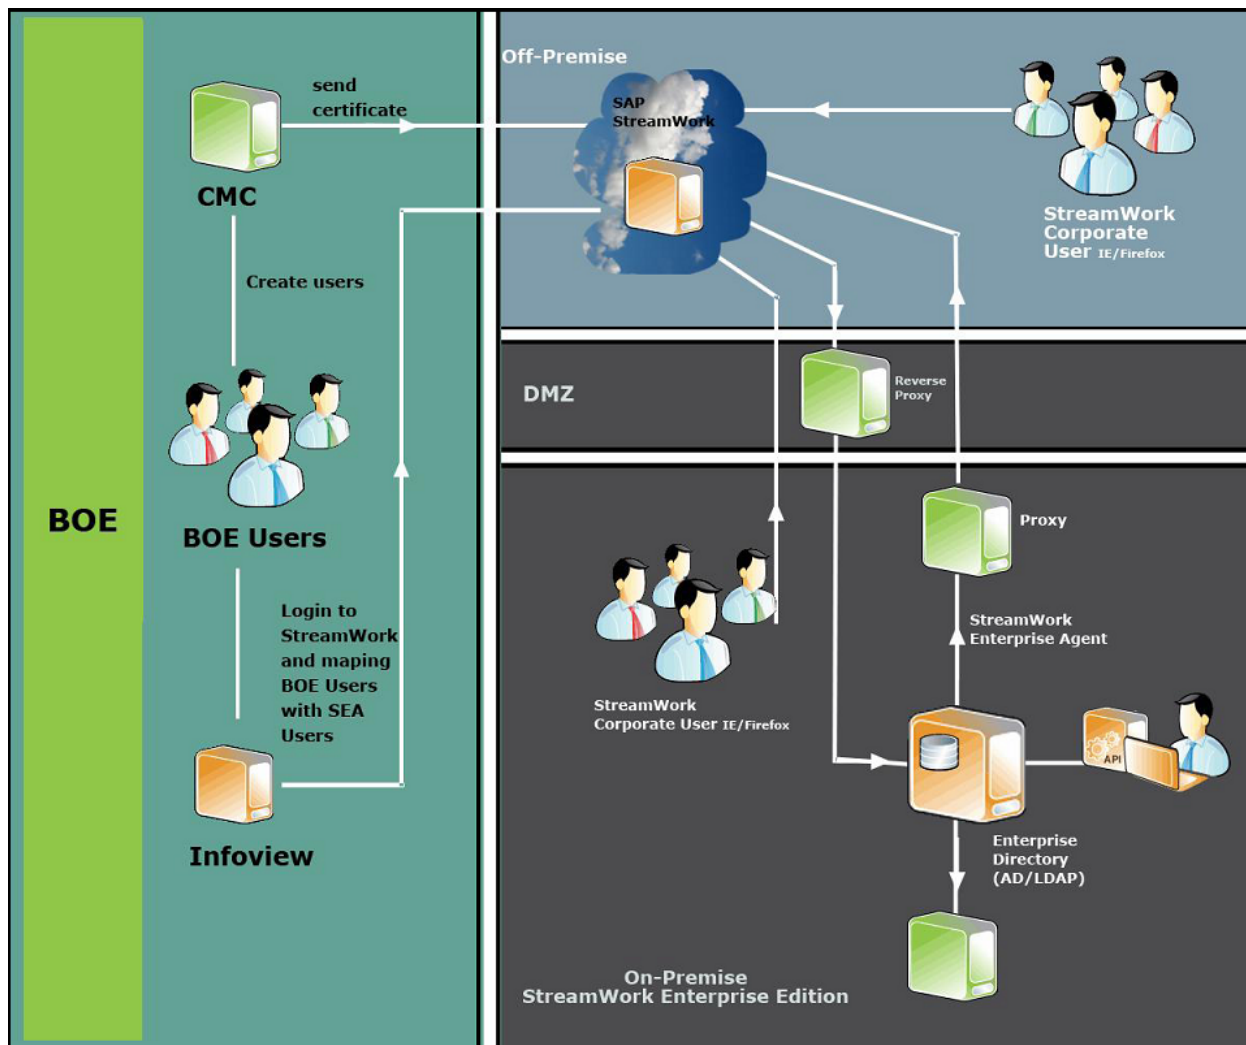 BOE
send
certificate
CMC
Create users
BOE Users
Login to
StreamWork
and maping
BOE Users
with SEA
Users
Infoview
Off-Premise
SAP
StreamWork
StreamWork
Corporate
User IE/Firefox
DMZ
Reverse
Proxy
Proxy
StreamWork
Enterprise Agent
StreamWork
Corporate User IE/Firefox
API
Enterprise
Directory
(AD/LDAP)
On-Premise
StreamWork Enterprise Edition